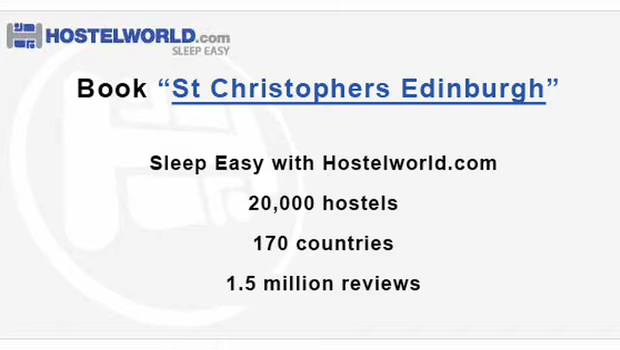 HOSTELWORLD.com
SLEEP EASY
Book “St Christophers Edinburgh”
Sleep Easy with Hostelworld.com
20,000 hostels
170 countries
1.5 million reviews